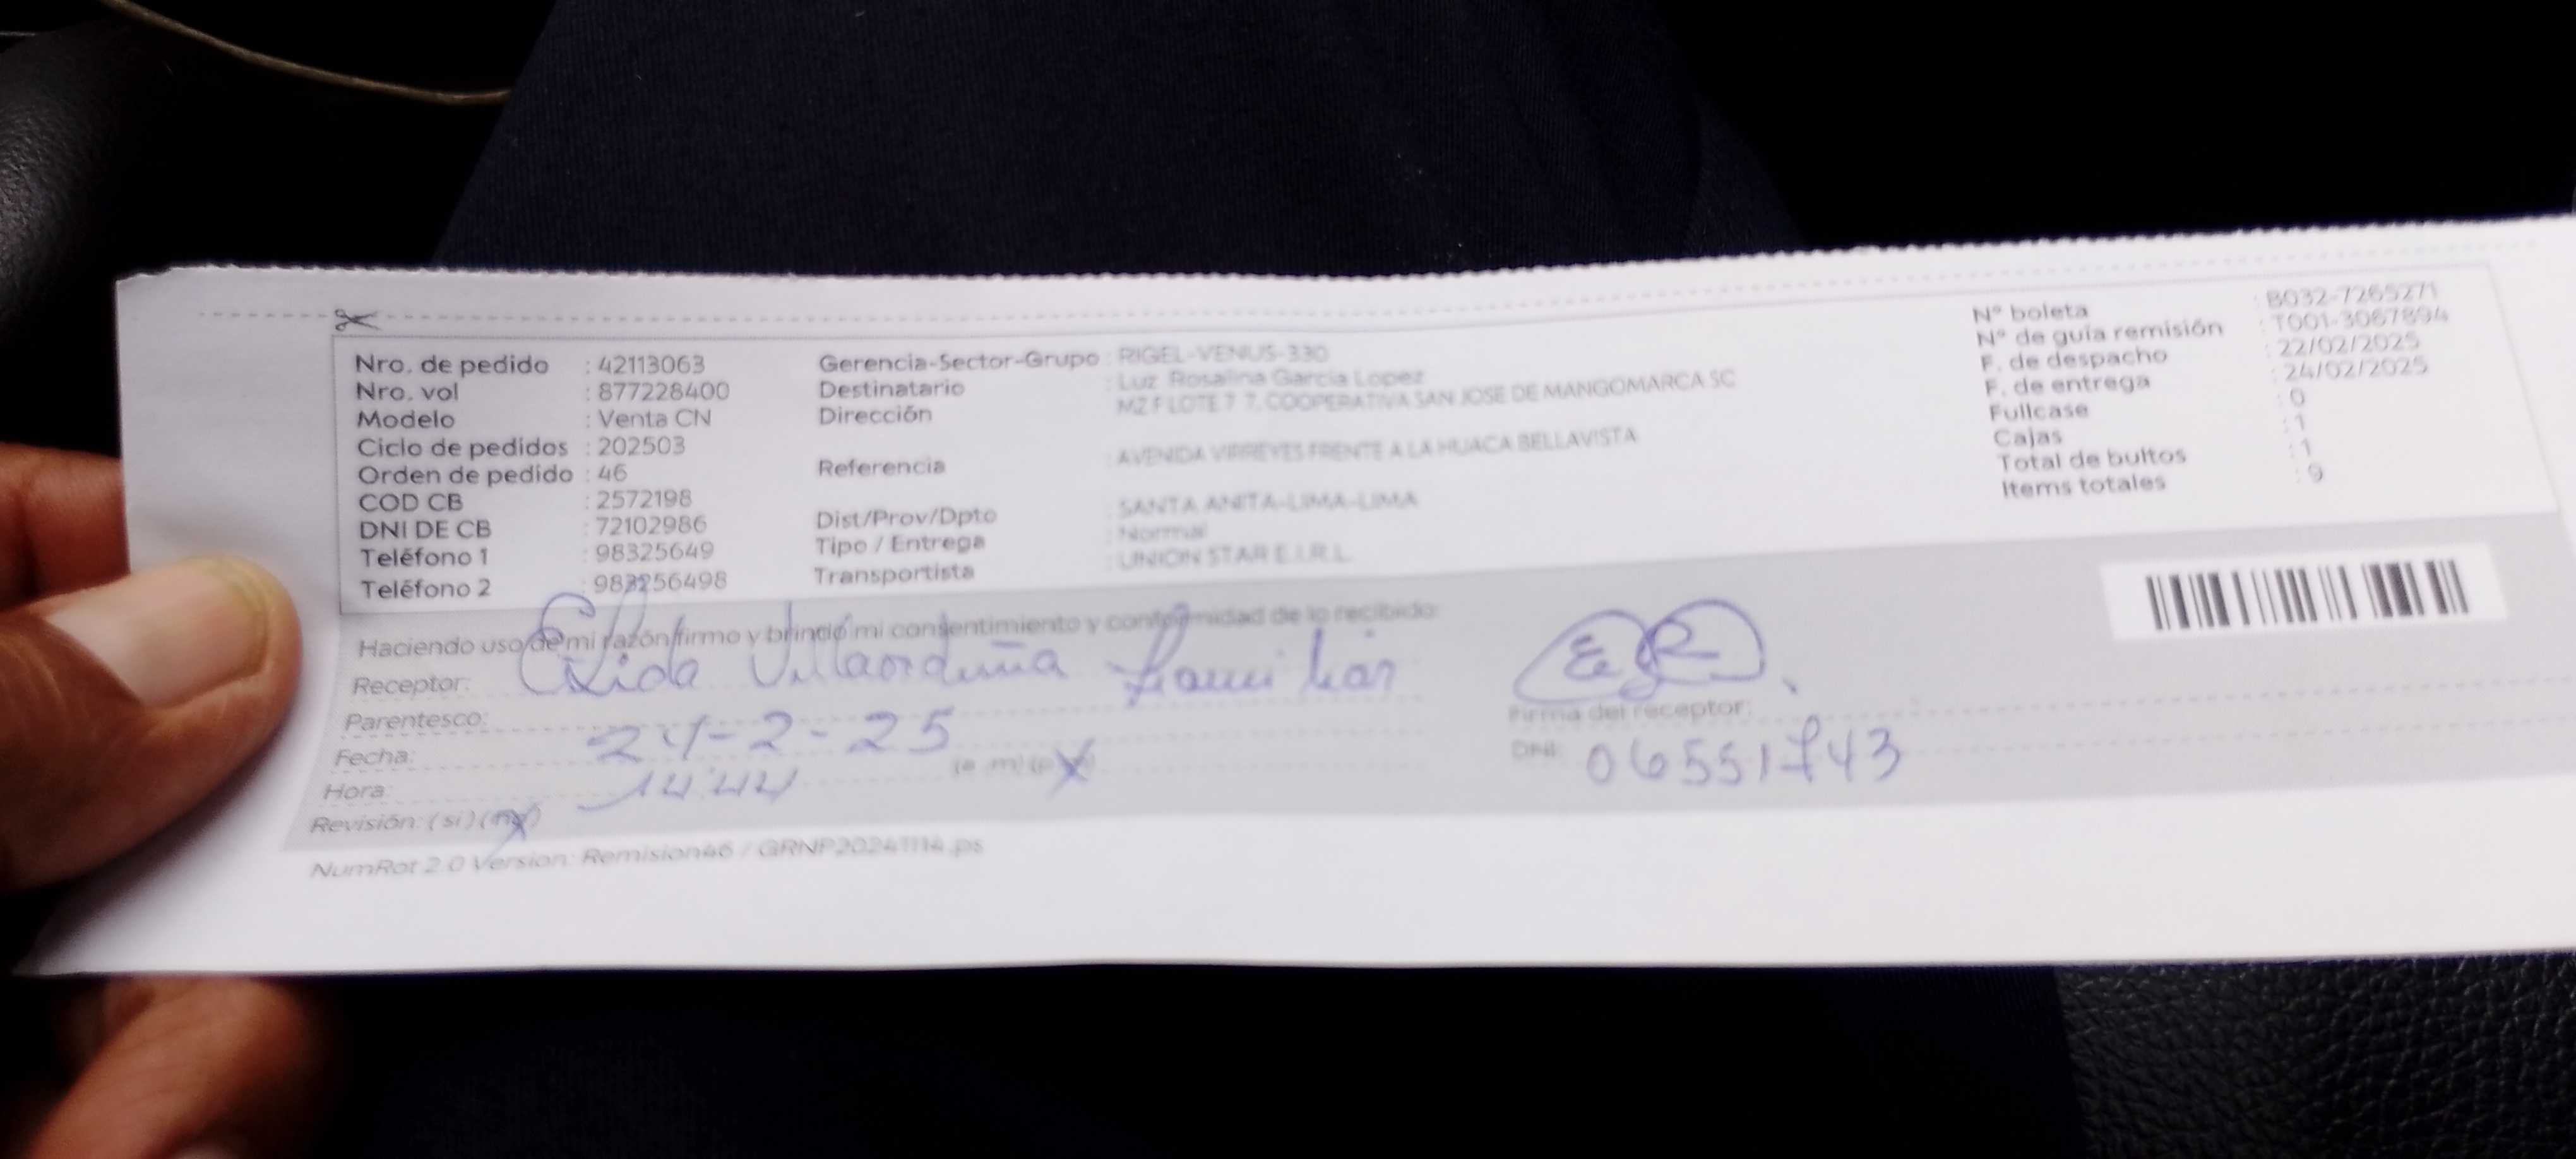 Nro. de pedido : 42113063
Nro. vol : 877228400
Modelo : Venta CN
Ciclo de pedidos : 202503
Orden de pedido : 46
COD CB : 2572198
DNI DE CB : 72102986
Teléfono 1 : 98325649
Teléfono 2 : 983256498
Gerencia-Sector-Grupo : RIGEL-VENUS-330
Destinatario : Luz Rosalina Garcia Lopez
Dirección : MZ F LOTE 7 7, COOPERATIVA SAN JOSE DE MANGOMARCA SC
Referencia : AVENIDA VIRREYES FRENTE A LA HUACA BELLAVISTA
Dist/Prov/Dpto : SANTA ANITA-LIMA-LIMA
Tipo / Entrega : Normal
Transportista : UNION STAR E.I.R.L.
N° boleta : B032-7265271
N° de guía remisión : T001-3067894
F. de despacho : 22/02/2025
F. de entrega : 24/02/2025
Fullcase : 0
Cajas : 1
Total de bultos : 1
Items totales : 9
Haciendo uso de mi razón firmo y brindó mi consentimiento y conformidad de lo recibido:
Receptor: Elida Villaorduña familiar
Parentesco:
Fecha: 24-2-25
Hora: 14:44 (a .m) (p
Revisión: ( si ) ( no )
Firma del receptor:
DNI: 06551743
NumRot 2.0 Version: Remision46 / GRNP20241114.ps